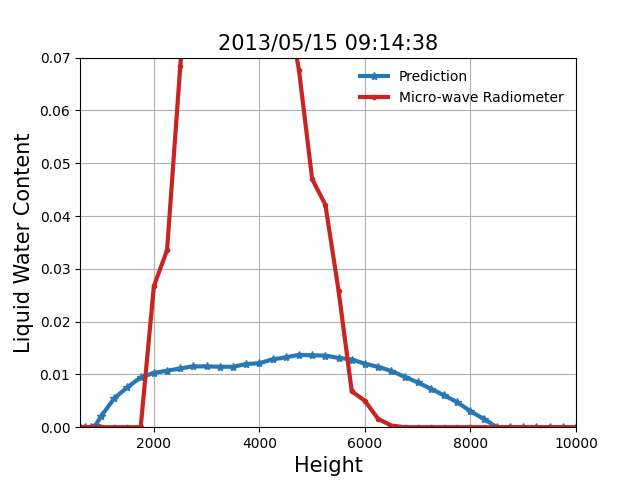 2013/05/15 09:14:38
Prediction
Micro-wave Radiometer
Liquid Water Content
0.07
0.06
0.05
0.04
0.03
0.02
0.01
0.00
2000 4000 6000 8000 10000
Height